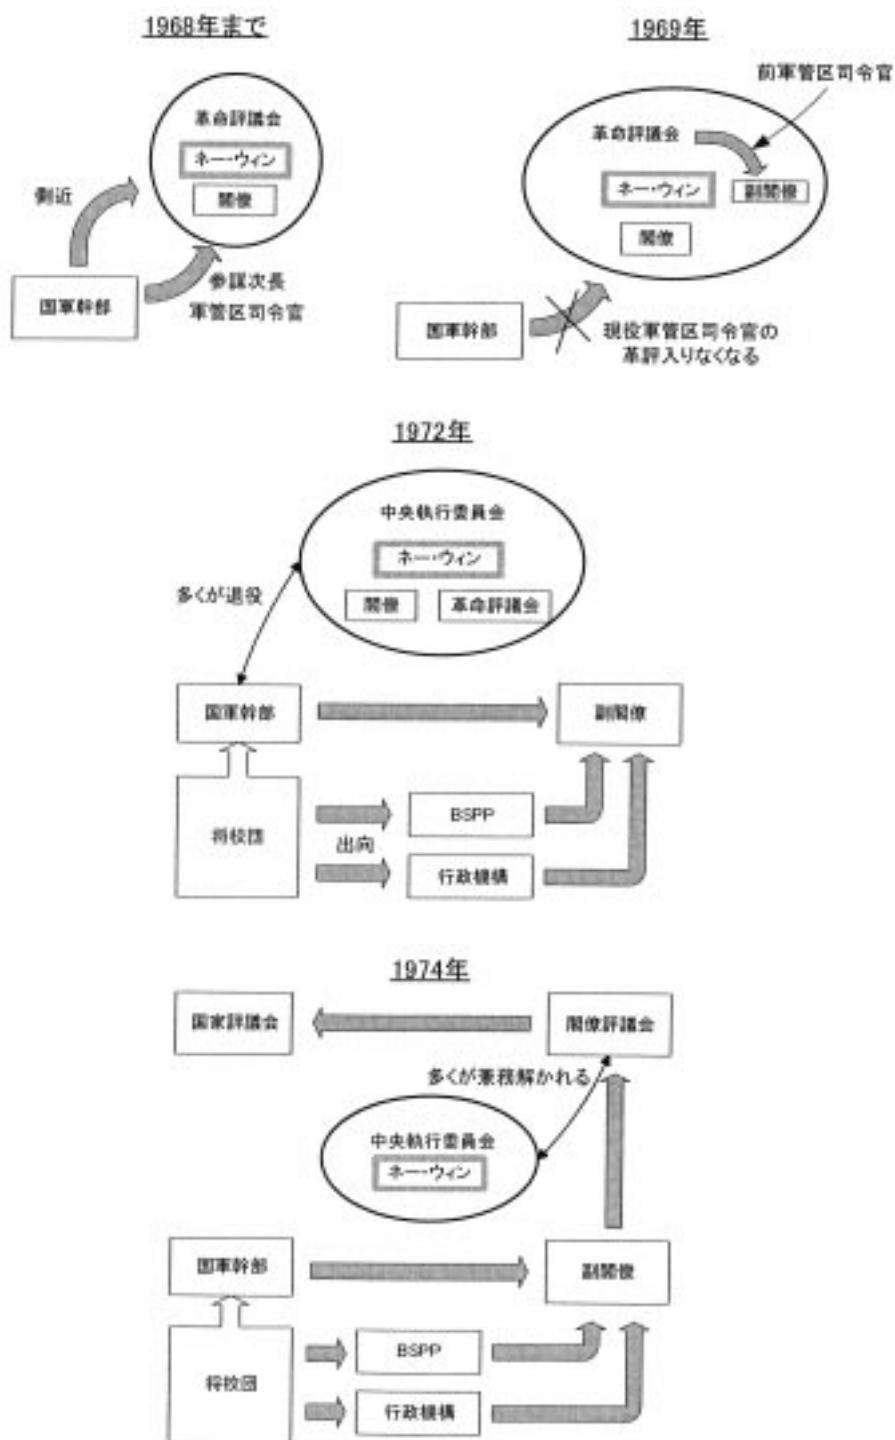 1968年まで
革命評議会
ネー・ウィン
閣僚
側近
国軍幹部
参謀次長
軍管区司令官
1969年
前軍管区司令官
革命評議会
ネー・ウィン
副閣僚
閣僚
国軍幹部
現役軍管区司令官の
革評入りなくなる
1972年
中央執行委員会
ネー・ウィン
閣僚
革命評議会
多くが退役
国軍幹部
副閣僚
将校団
BSPP
出向
行政機構
1974年
国家評議会
閣僚評議会
多くが兼務解かれる
中央執行委員会
ネー・ウィン
国軍幹部
副閣僚
将校団
BSPP
行政機構